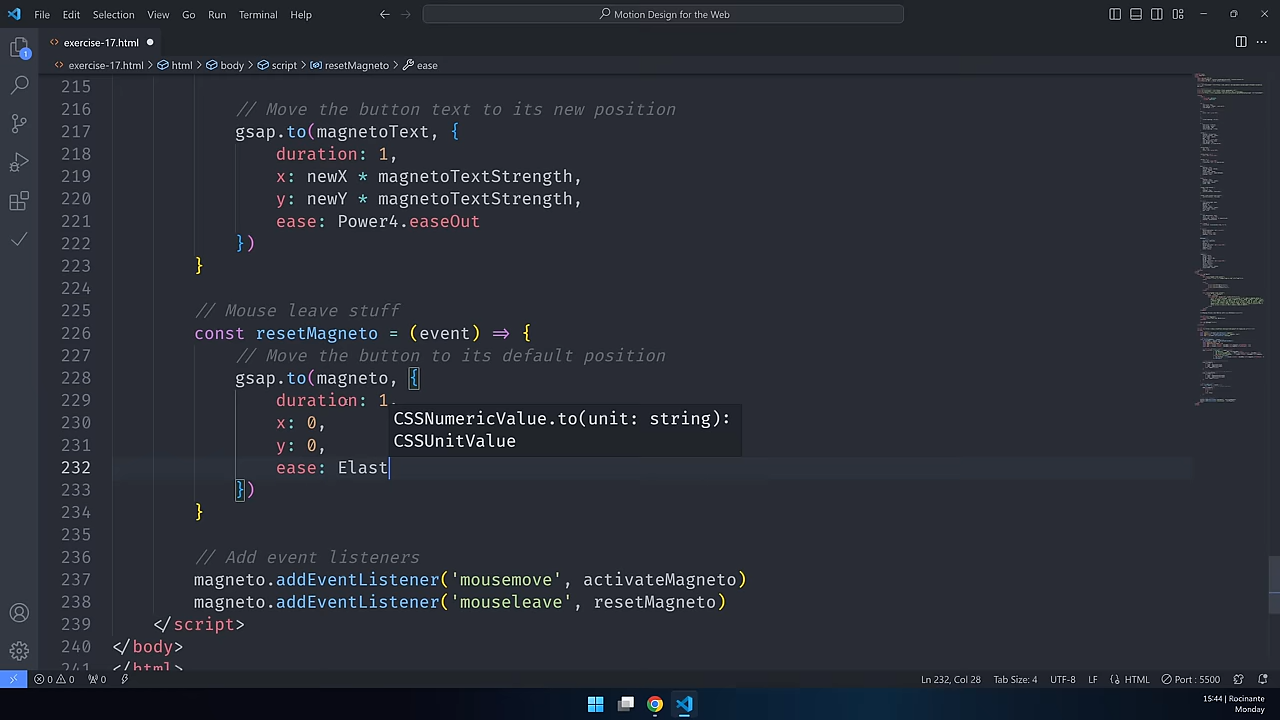 File Edit Selection View Go Run Terminal Help Motion Design for the Web
exercise-17.html
exercise-17.html > html > body > script > resetMagneto > ease
1
215
216 // Move the button text to its new position
217 gsap.to(magnetoText, {
218 duration: 1,
219 x: newX * magnetoTextStrength,
220 y: newY * magnetoTextStrength,
221 ease: Power4.easeOut
222 })
223 }
224
225 // Mouse leave stuff
226 const resetMagneto = (event) => {
227 // Move the button to its default position
228 gsap.to(magneto, {
229 duration: 1,
230 x: 0,
CSSNumericValue.to(unit: string):
CSSUnitValue
231 y: 0,
232 ease: Elast
233 })
234 }
235
236 // Add event listeners
237 magneto.addEventListener('mousemove', activateMagneto)
238 magneto.addEventListener('mouseleave', resetMagneto)
239 </script>
240 </body>
241 </html>
0 0 0 Ln 232, Col 28 Tab Size: 4 UTF-8 LF HTML Port : 5500
15:44 | Rocinante
Monday